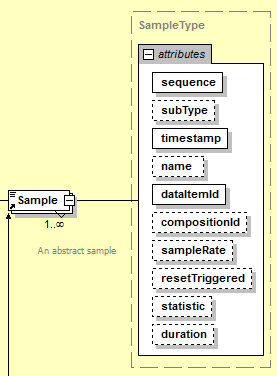 SampleType
attributes
sequence
subType
timestamp
name
dataItemId
Sample
1..∞
compositionId
An abstract sample
sampleRate
resetTriggered
statistic
duration